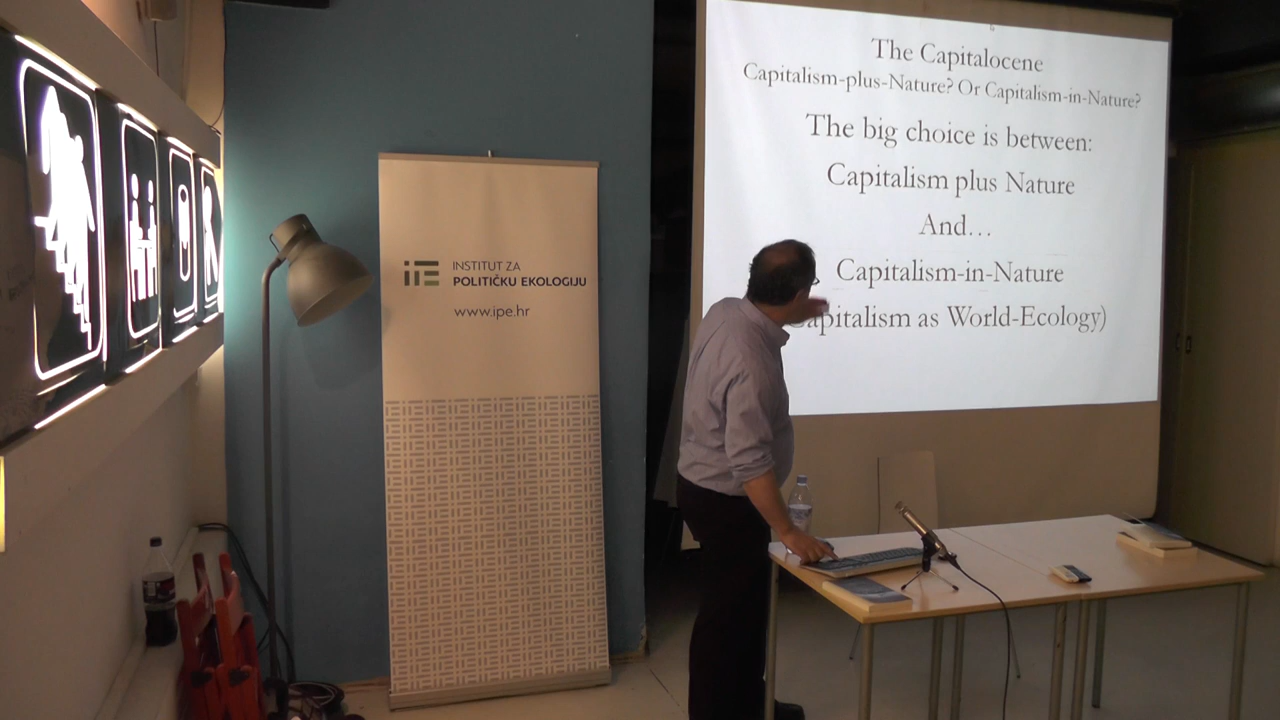 INSTITUT ZA
POLITIČKU EKOLOGIJU
www.ipe.hr
The Capitalocene
Capitalism-plus-Nature? Or Capitalism-in-Nature?
The big choice is between:
Capitalism plus Nature
And…
Capitalism-in-Nature
Capitalism as World-Ecology)